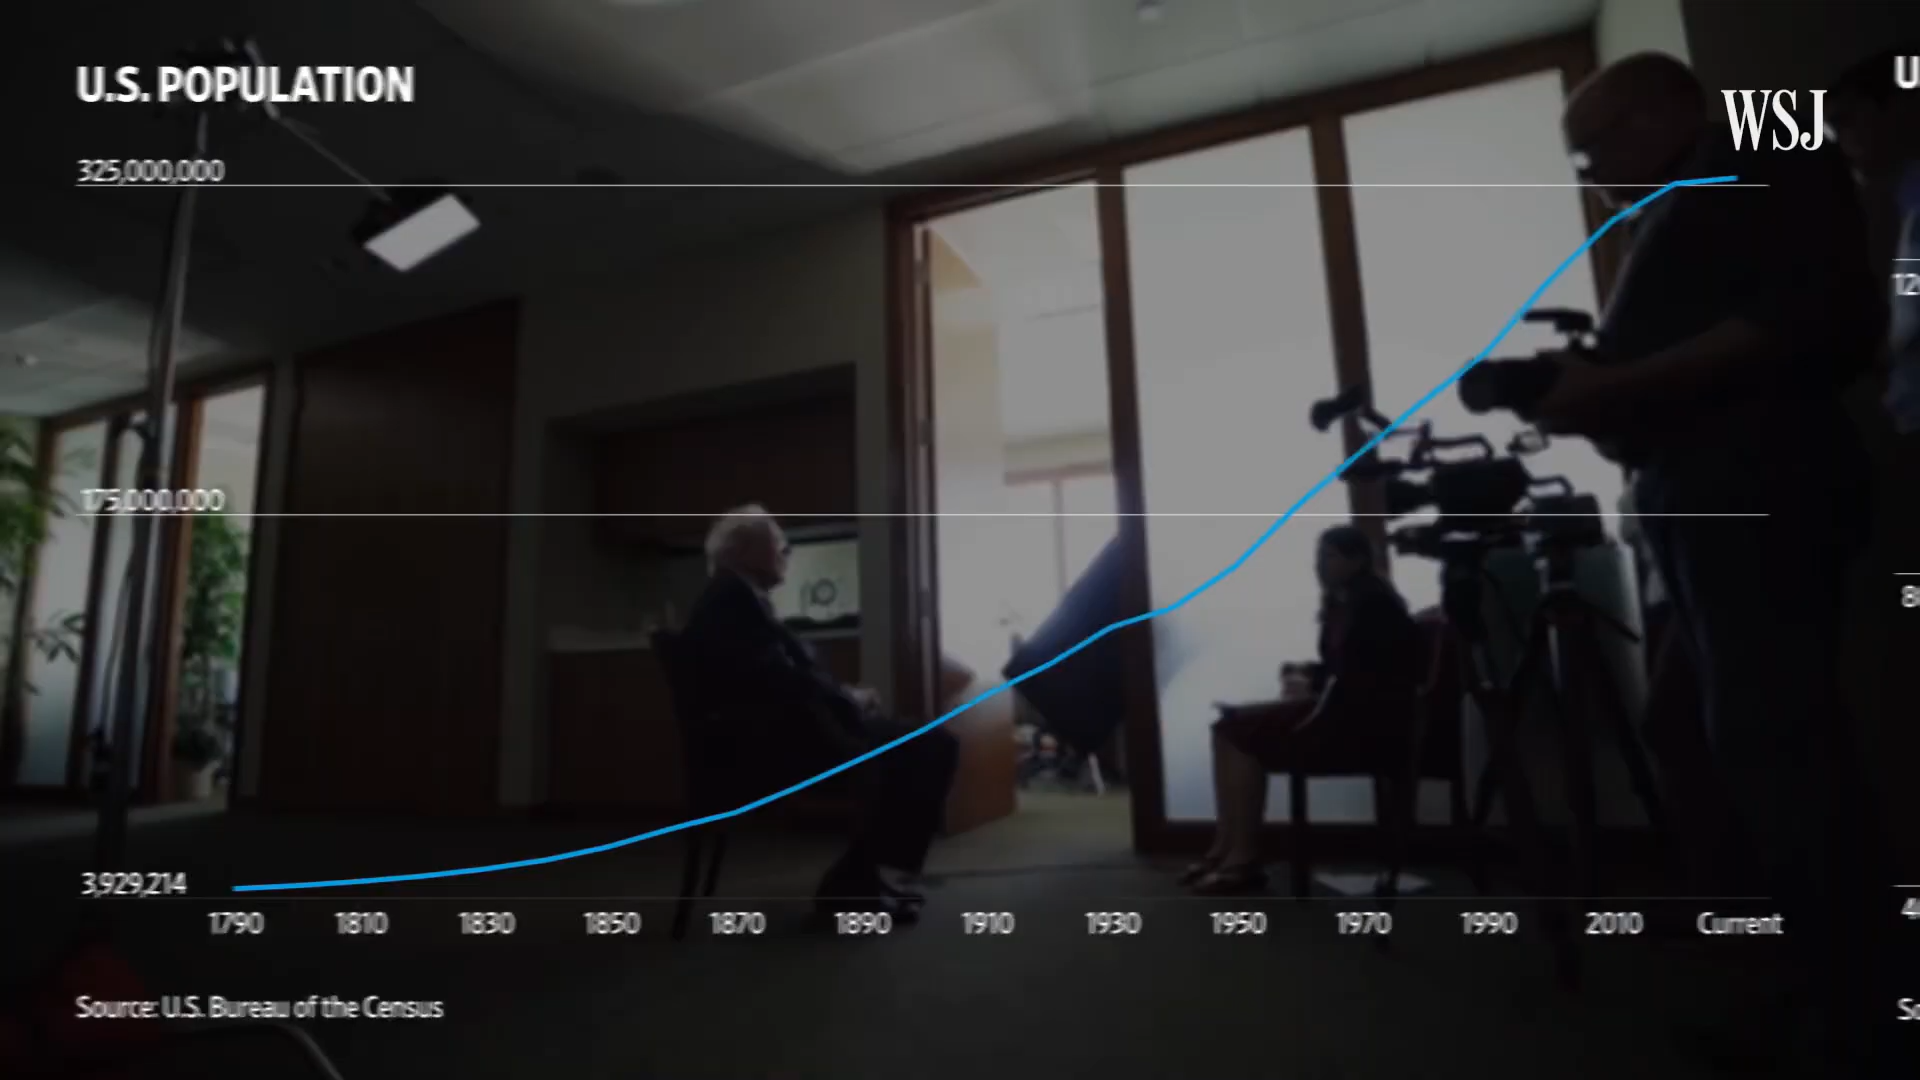 U.S. POPULATION
WSJ
325,000,000
175,000,000
3,929,214
1790 1810 1830 1850 1870 1890 1910 1930 1950 1970 1990 2010 Current
Source: U.S. Bureau of the Census